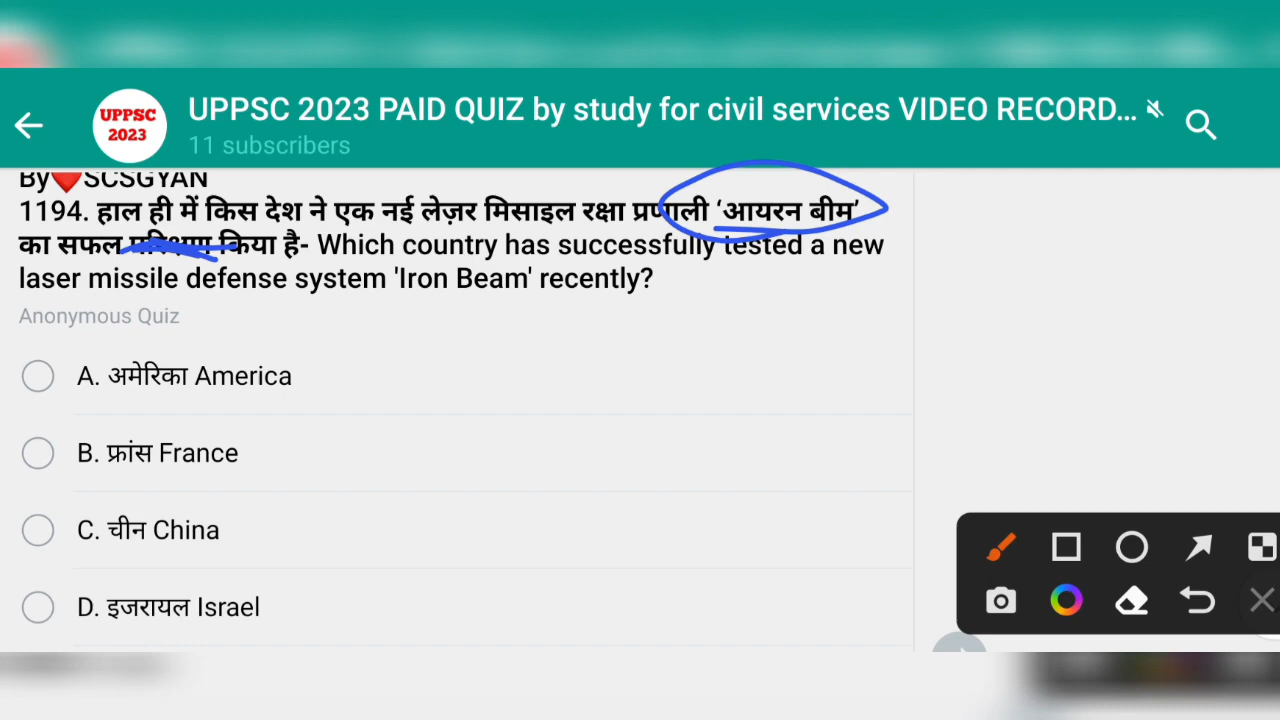 UPPSC
2023
UPPSC 2023 PAID QUIZ by study for civil services VIDEO RECORD...
11 subscribers
By❤️SCSGYAN
1194. हाल ही में किस देश ने एक नई लेज़र मिसाइल रक्षा प्रणाली ‘आयरन बीम’
का सफल परिक्षण किया है- Which country has successfully tested a new
laser missile defense system 'Iron Beam' recently?
Anonymous Quiz
A. अमेरिका America
B. फ्रांस France
C. चीन China
D. इजरायल Israel